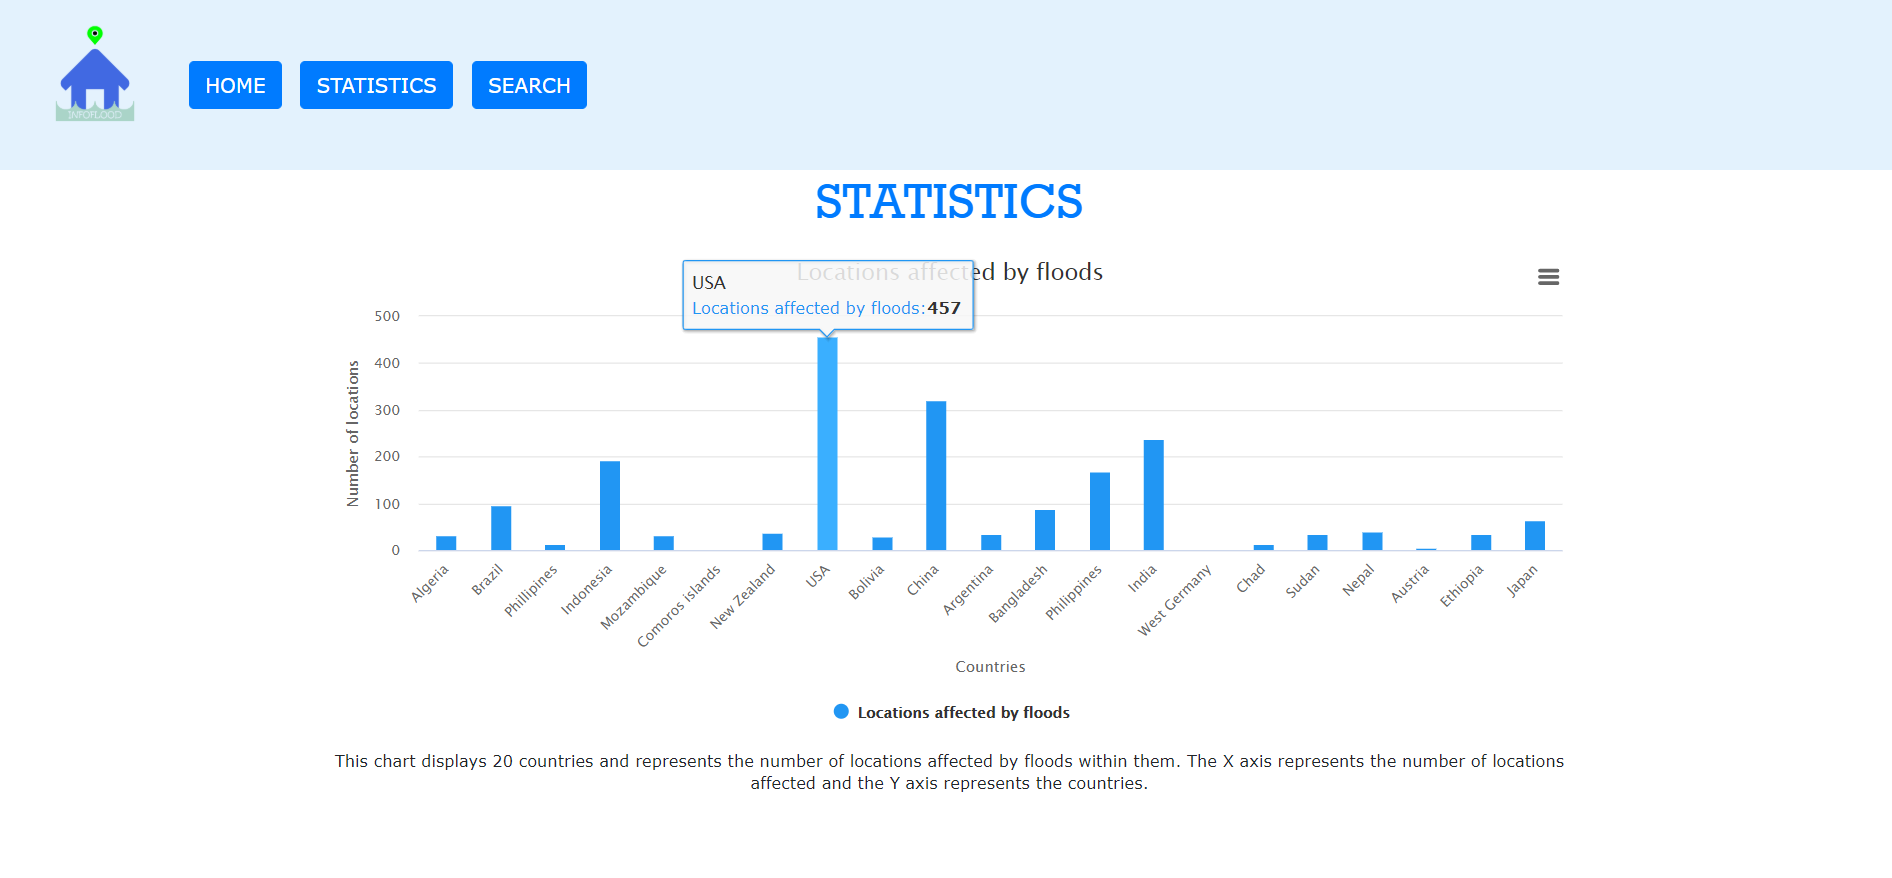 INFOFLOOD
HOME
STATISTICS
SEARCH
STATISTICS
Locations affected by floods
USA
Locations affected by floods:457
Number of locations
500
400
300
200
100
0
Algeria
Brazil
Phillipines
Indonesia
Mozambique
Comoros islands
New Zealand
USA
Bolivia
China
Argentina
Bangladesh
Philippines
India
West Germany
Chad
Sudan
Nepal
Austria
Ethiopia
Japan
Countries
Locations affected by floods
This chart displays 20 countries and represents the number of locations affected by floods within them. The X axis represents the number of locations
affected and the Y axis represents the countries.